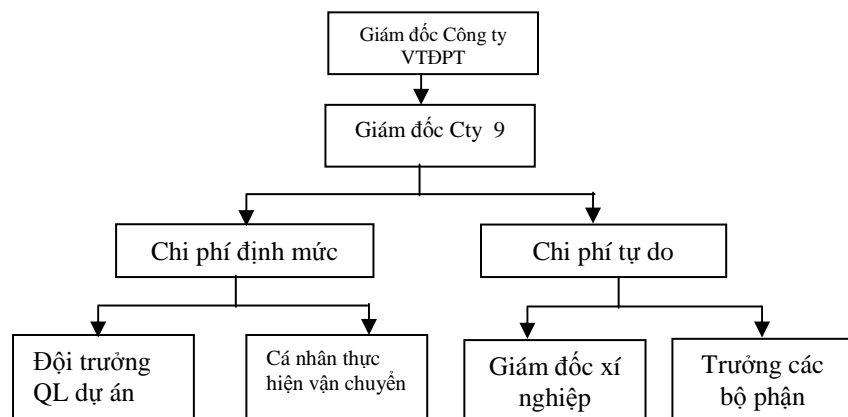 Giám đốc Công ty
VTĐPT
Giám đốc Cty 9
Chi phí định mức
Chi phí tự do
Đội trưởng
QL dự án
Cá nhân thực
hiện vận chuyển
Giám đốc xí
nghiệp
Trưởng các
bộ phận